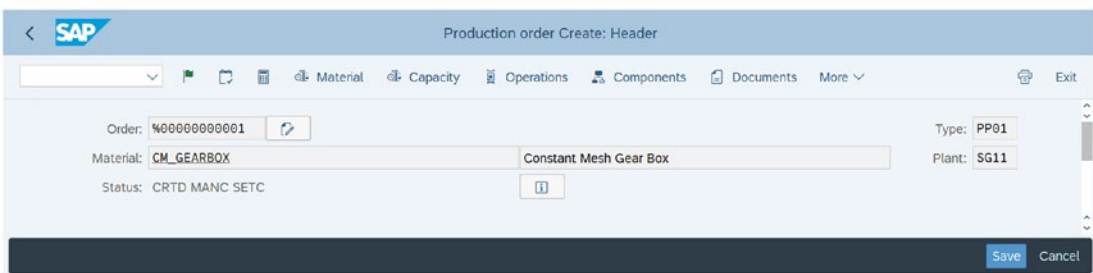 SAP Production order Create: Header
Material Capacity Operations Components Documents More Exit
Order: %00000000001 Type: PP01
Material: CM_GEARBOX Constant Mesh Gear Box Plant: SG11
Status: CRTD MANC SETC
Save Cancel